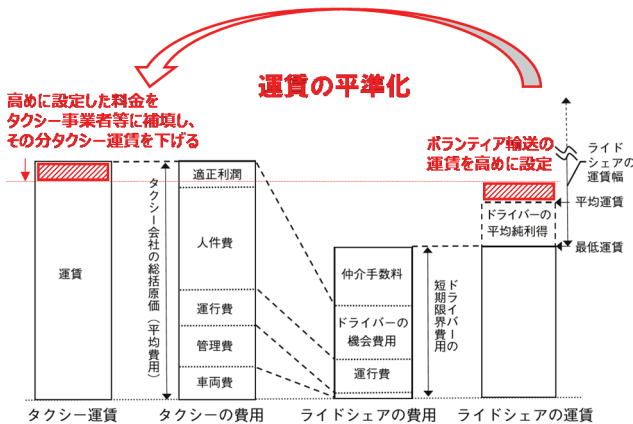 運賃の平準化
高めに設定した料金を
タクシー事業者等に補填し、
その分タクシー運賃を下げる
ボランティア輸送の
運賃を高めに設定
ライド
シェアの
運賃幅
平均運賃
最低運賃
運賃
タクシー会社の総括原価（平均費用）
適正利潤
人件費
運行費
管理費
車両費
仲介手数料
ドライバーの
機会費用
運行費
ドライバーの
短期限界費用
ドライバーの
平均純利得
タクシー運賃
タクシーの費用
ライドシェアの費用
ライドシェアの運賃